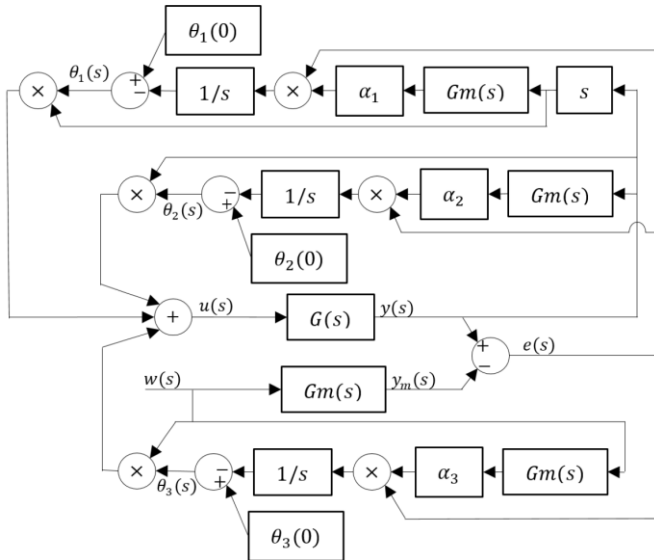 θ₁(0)
θ₁(s)
+
−
×
1/s
×
α₁
Gm(s)
s
×
θ₂(s)
−
+
1/s
×
α₂
Gm(s)
θ₂(0)
+
u(s)
G(s)
y(s)
+
−
e(s)
w(s)
Gm(s)
yₘ(s)
×
θ₃(s)
−
+
1/s
×
α₃
Gm(s)
θ₃(0)